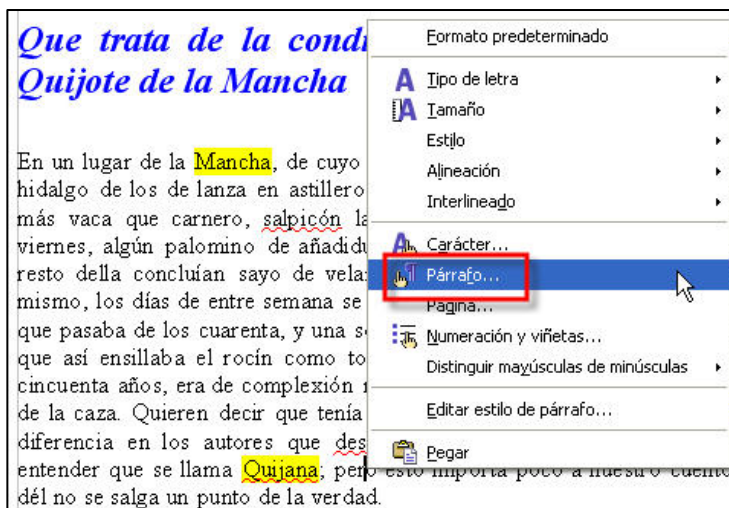 Que trata de la condi
Quijote de la Mancha
En un lugar de la Mancha, de cuyo
hidalgo de los de lanza en astillero
más vaca que carnero, salpicón la
viernes, algún palomino de añadidu
resto della concluían sayo de vela
mismo, los días de entre semana se
que pasaba de los cuarenta, y una s
que así ensillaba el rocín como to
cincuenta años, era de complexión
de la caza. Quieren decir que tenía
diferencia en los autores que des
entender que se llama Quijana; pero esto importa poco a nuestro cuento
dél no se salga un punto de la verdad.
Formato predeterminado
Tipo de letra
Tamaño
Estilo
Alineación
Interlineado
Carácter...
Párrafo...
Página...
Numeración y viñetas...
Distinguir mayúsculas de minúsculas
Editar estilo de párrafo...
Pegar